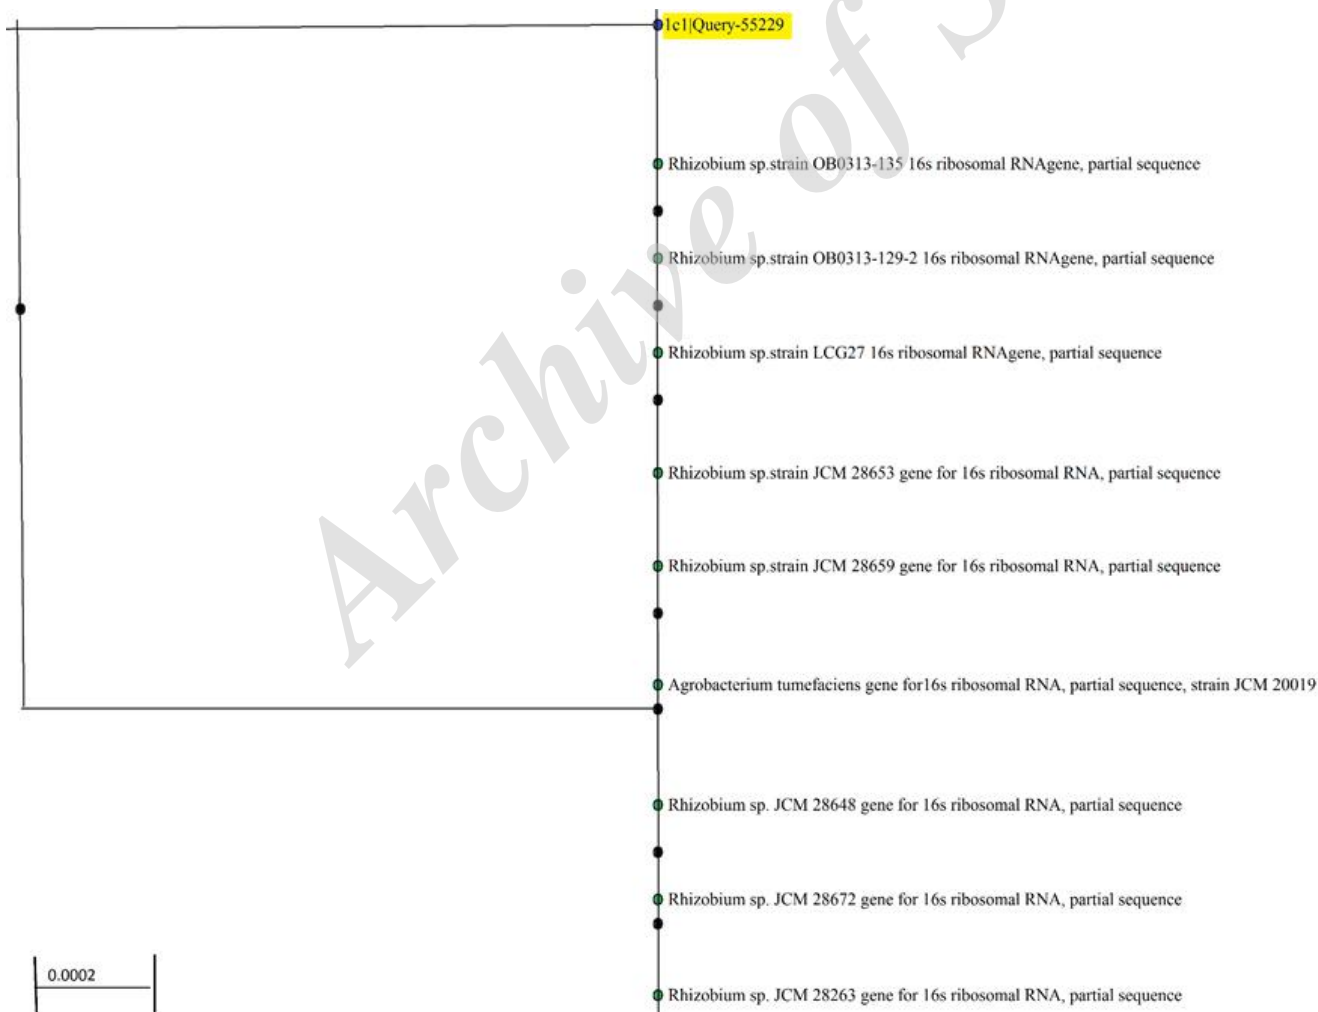 1c1|Query-55229
Rhizobium sp.strain OB0313-135 16s ribosomal RNAgene, partial sequence
Rhizobium sp.strain OB0313-129-2 16s ribosomal RNAgene, partial sequence
Rhizobium sp.strain LCG27 16s ribosomal RNAgene, partial sequence
Rhizobium sp.strain JCM 28653 gene for 16s ribosomal RNA, partial sequence
Rhizobium sp.strain JCM 28659 gene for 16s ribosomal RNA, partial sequence
Agrobacterium tumefaciens gene for16s ribosomal RNA, partial sequence, strain JCM 20019
Rhizobium sp. JCM 28648 gene for 16s ribosomal RNA, partial sequence
Rhizobium sp. JCM 28672 gene for 16s ribosomal RNA, partial sequence
Rhizobium sp. JCM 28263 gene for 16s ribosomal RNA, partial sequence
0.0002
Archive of